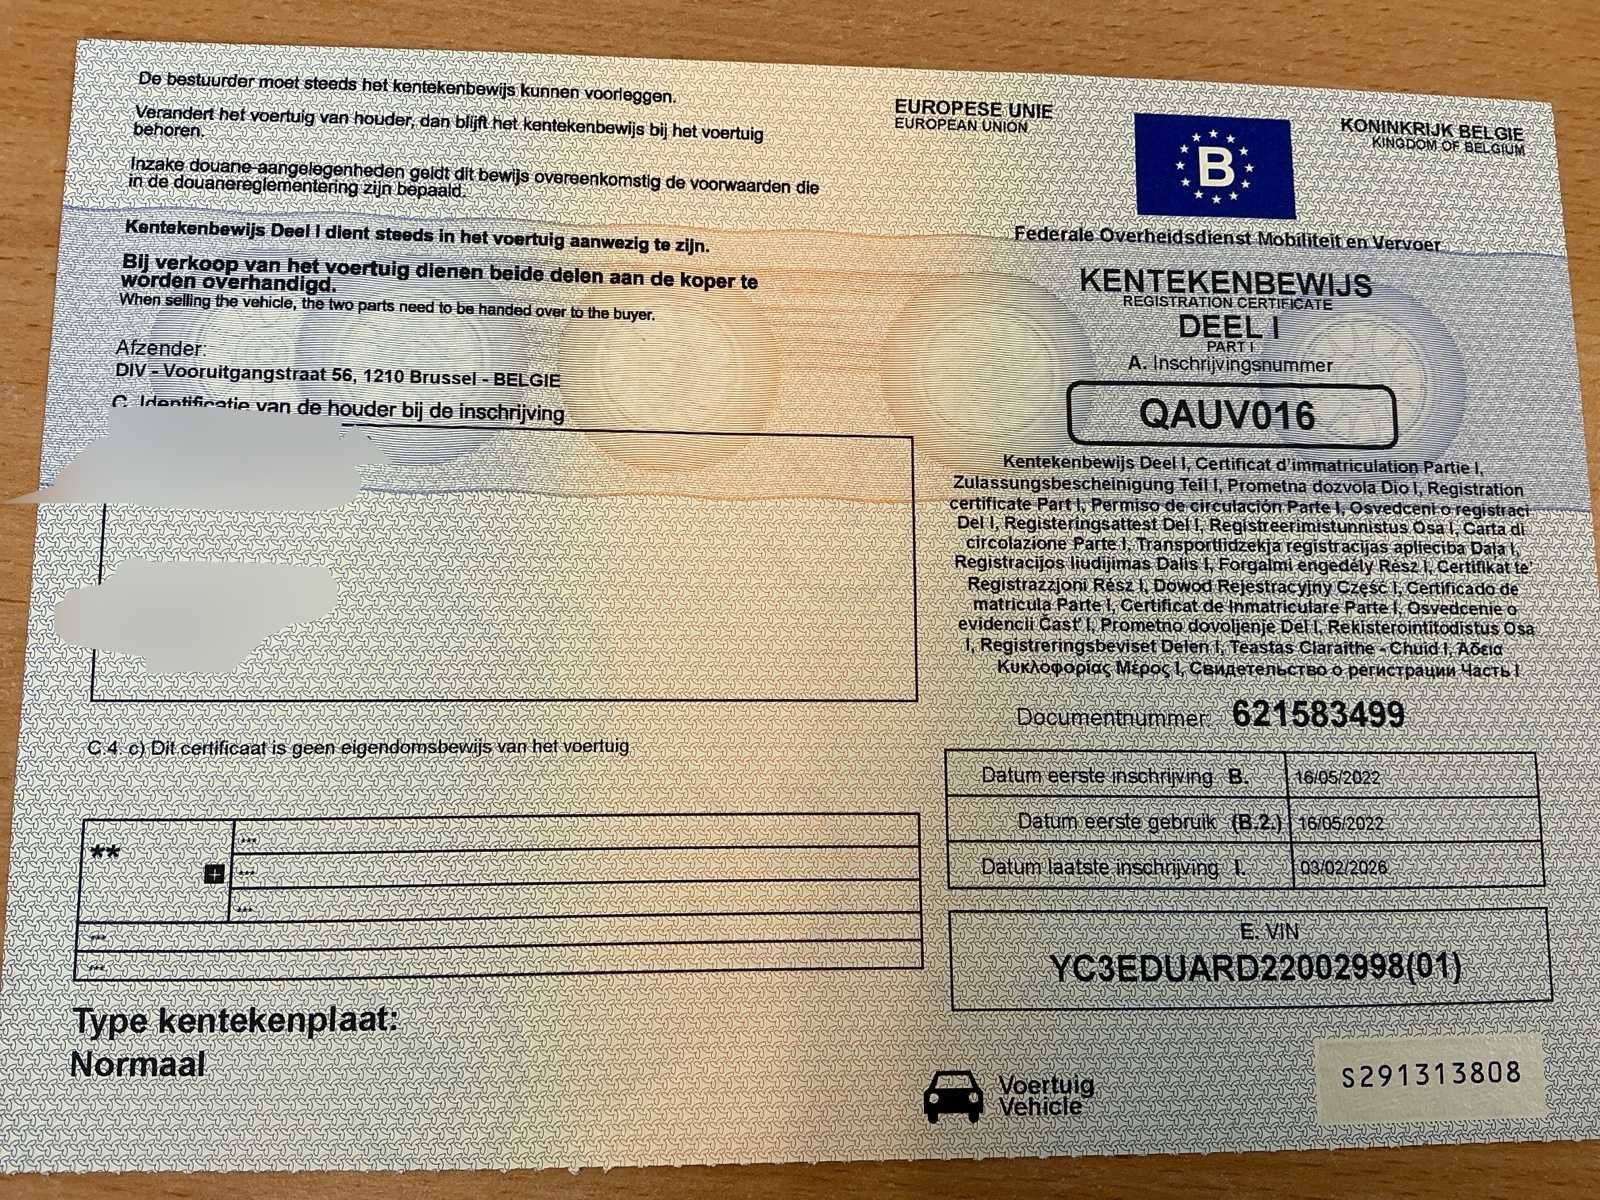 De bestuurder moet steeds het kentekenbewijs kunnen voorleggen.
Verandert het voertuig van houder, dan blijft het kentekenbewijs bij het voertuig
behoren.
Inzake douane-aangelegenheden geldt dit bewijs overeenkomstig de voorwaarden die
in de douanereglementering zijn bepaald.
Kentekenbewijs Deel I dient steeds in het voertuig aanwezig te zijn.
Bij verkoop van het voertuig dienen beide delen aan de koper te
worden overhandigd.
When selling the vehicle, the two parts need to be handed over to the buyer.
Afzender:
DIV - Vooruitgangstraat 56, 1210 Brussel - BELGIE
C. Identificatie van de houder bij de inschrijving
C.4. c) Dit certificaat is geen eigendomsbewijs van het voertuig
**
+
...
...
...
...
...
Type kentekenplaat:
Normaal
EUROPESE UNIE
EUROPEAN UNION
B
KONINKRIJK BELGIE
KINGDOM OF BELGIUM
Federale Overheidsdienst Mobiliteit en Vervoer
KENTEKENBEWIJS
REGISTRATION CERTIFICATE
DEEL I
PART I
A. Inschrijvingsnummer
QAUV016
Kentekenbewijs Deel I, Certificat d'immatriculation Partie I,
Zulassungsbescheinigung Teil I, Prometna dozvola Dio I, Registration
certificate Part I, Permiso de circulación Parte I, Osvedceni o registraci
Del I, Registeringsattest Del I, Registreerimistunnistus Osa I, Carta di
circolazione Parte I, Transportlidzekja registracijas aplieciba Dala I,
Registracijos liudijimas Dalis I, Forgalmi engedély Rész I, Certifikat te'
Registrazzjoni Rész I, Dowod Rejestracyjny Część I, Certificado de
matricula Parte I, Certificat de Inmatriculare Parte I, Osvedcenie o
evidencii Časť I, Prometno dovoljenje Del I, Rekisterointitodistus Osa
I, Registreringsbeviset Delen I, Teastas Claraithe - Chuid I, Άδεια
Κυκλοφορίας Μέρος I, Свидетельство о регистрации Часть I
Documentnummer: 621583499
Datum eerste inschrijving B. 16/05/2022
Datum eerste gebruik (B.2.) 16/05/2022
Datum laatste inschrijving I. 03/02/2026
E. VIN
YC3EDUARD22002998(01)
Voertuig
Vehicle
S291313808